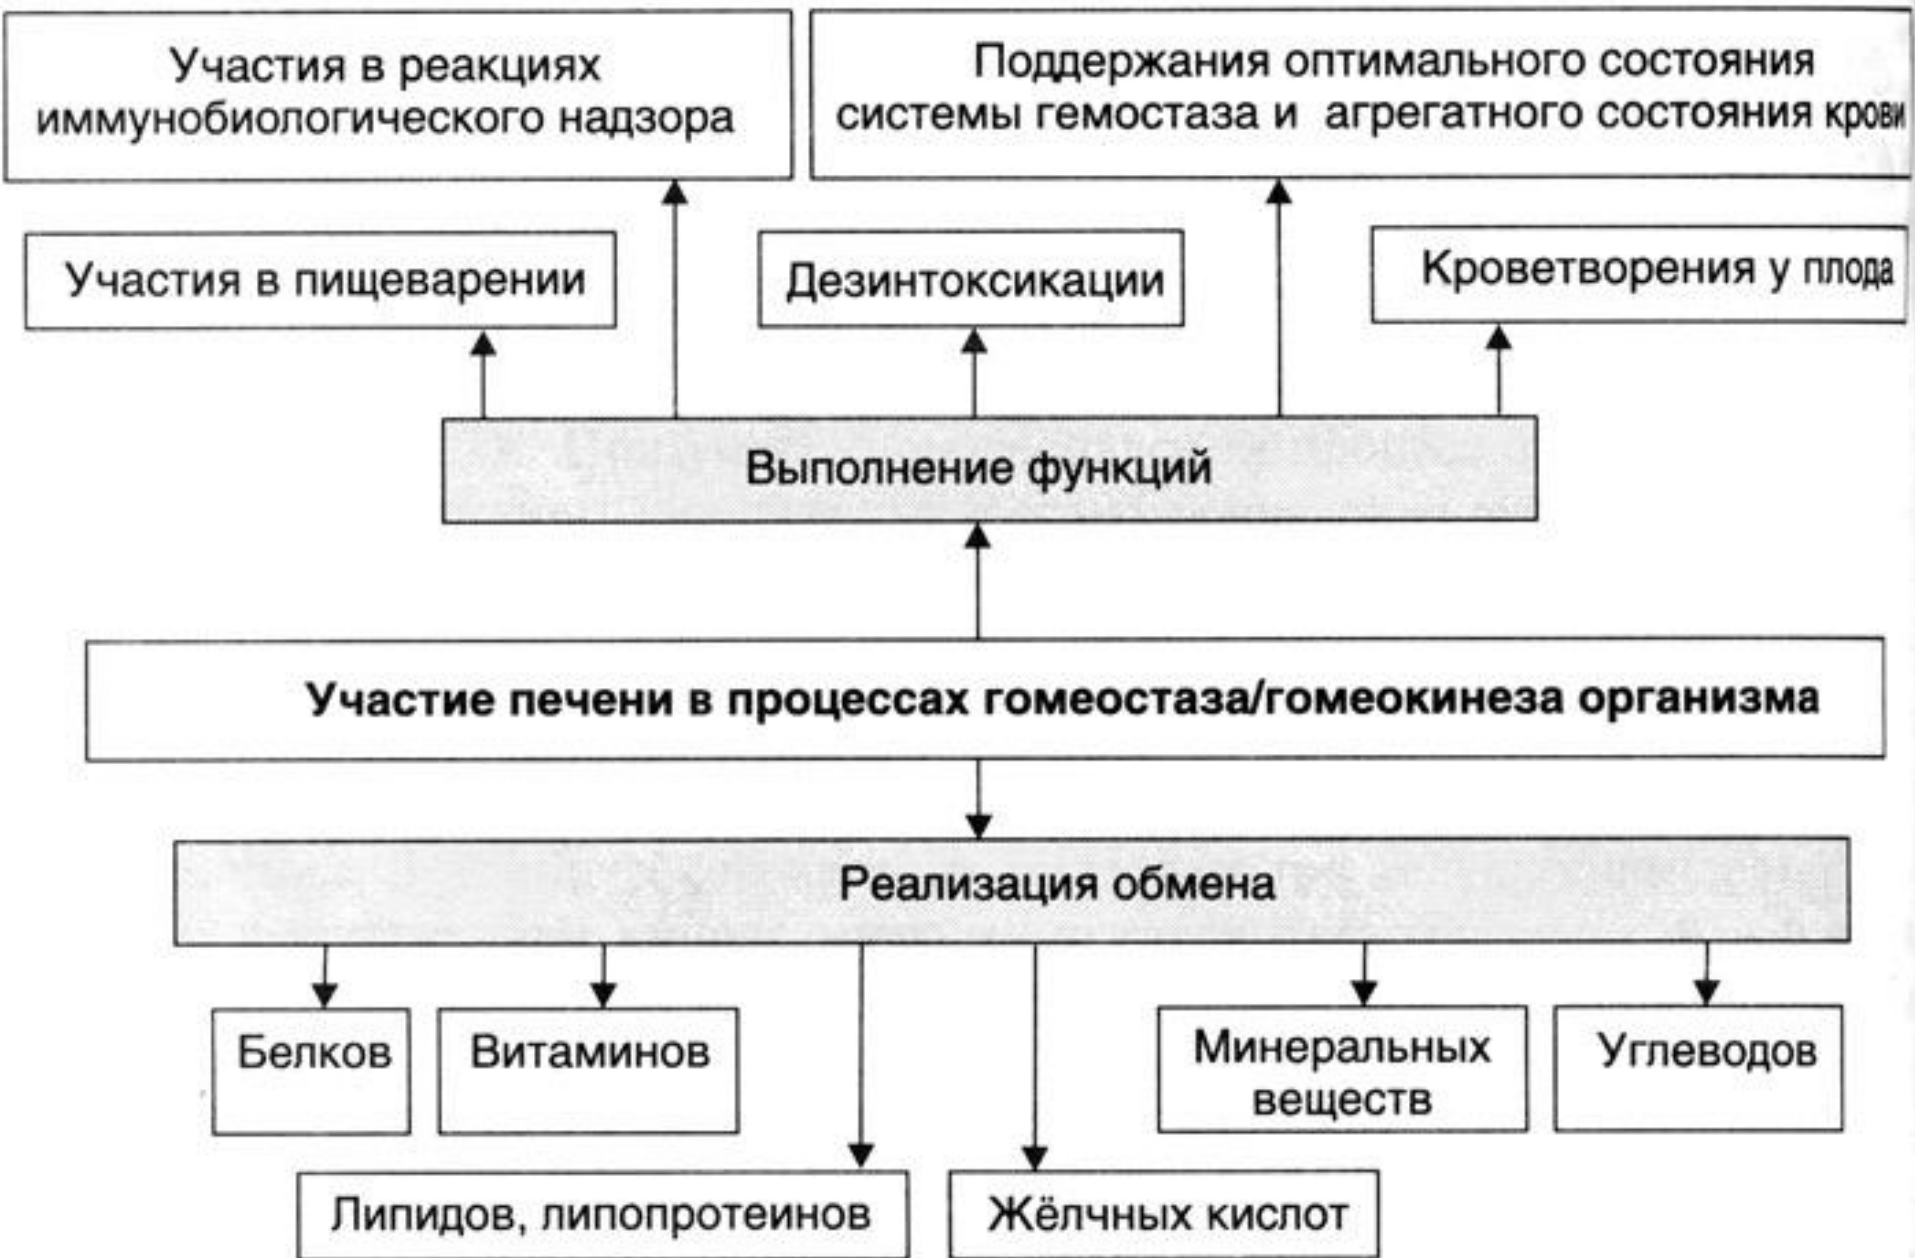 Участия в реакциях
иммунобиологического надзора
Поддержания оптимального состояния
системы гемостаза и агрегатного состояния крови
Участия в пищеварении
Дезинтоксикации
Кроветворения у плода
Выполнение функций
Участие печени в процессах гомеостаза/гомеокинеза организма
Реализация обмена
Белков
Витаминов
Минеральных
веществ
Углеводов
Липидов, липопротеинов
Жёлчных кислот